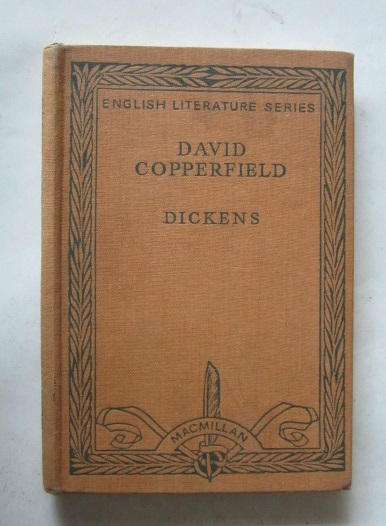 ENGLISH LITERATURE SERIES
DAVID
COPPERFIELD
DICKENS
MACMILLAN